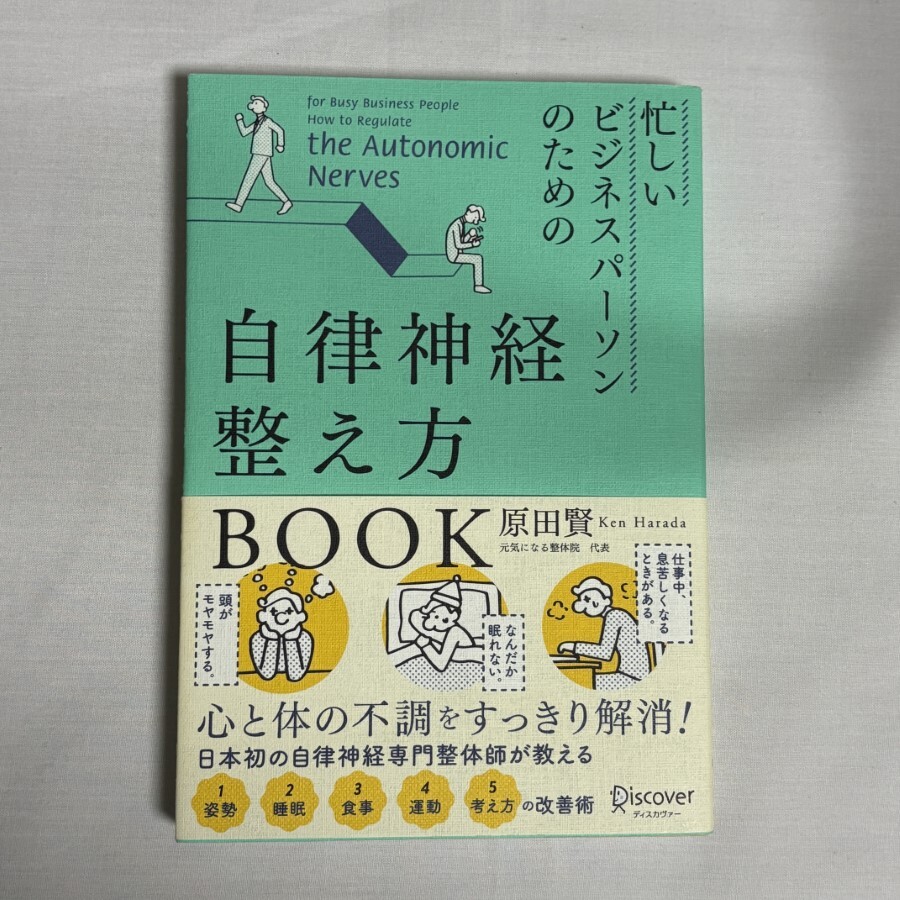 for Busy Business People
How to Regulate
the Autonomic
Nerves
忙しい
ビジネスパーソン
のための
自律神経
整え方
BOOK
原田賢 Ken Harada
元気になる整体院 代表
頭が
モヤモヤする。
なんだか
眠れない。
仕事中、
息苦しくなる
ときがある。
心と体の不調をすっきり解消!
日本初の自律神経専門整体師が教える
1 姿勢 2 睡眠 3 食事 4 運動 5 考え方 の改善術
Discover
ディスカヴァー